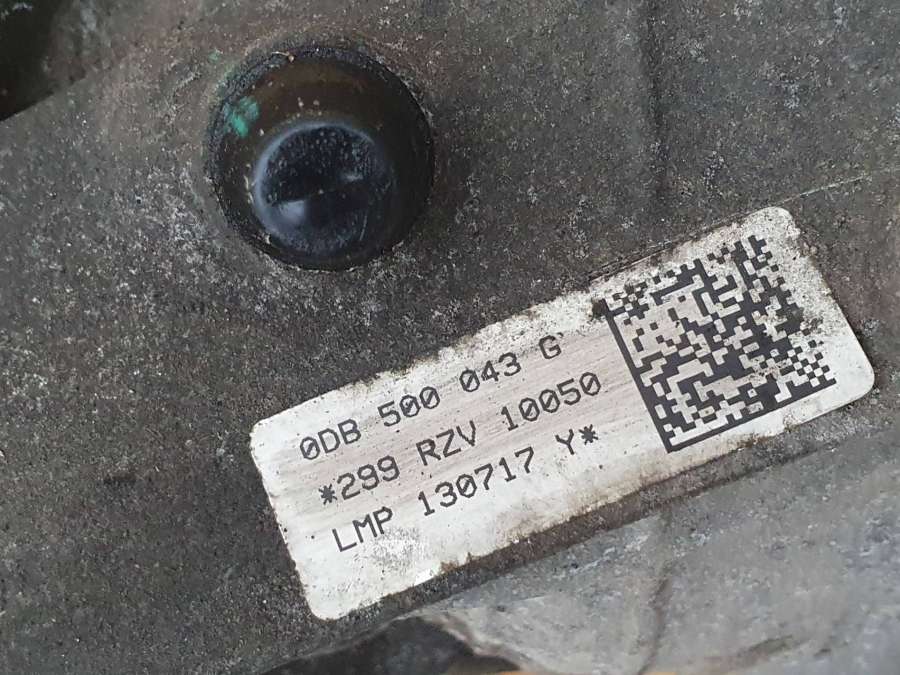 0DB 500 043 G
*299 RZV 10050
LMP 130717 Y*